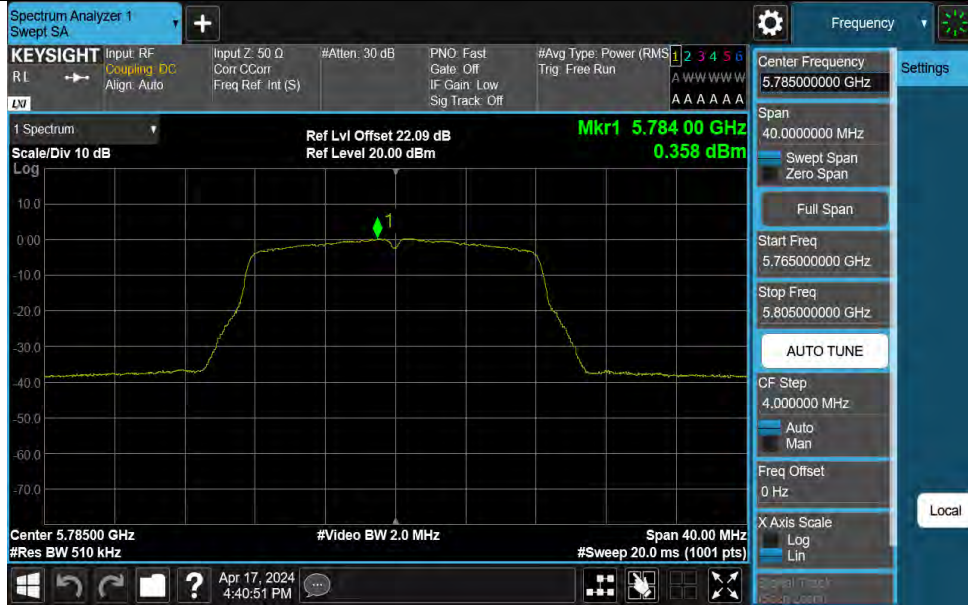 Spectrum Analyzer 1
Swept SA
Frequency
KEYSIGHT
RL
LXI
Input: RF
Coupling: DC
Align: Auto
Input Z: 50 Ω
Corr CCorr
Freq Ref: Int (S)
#Atten: 30 dB
PNO: Fast
Gate: Off
IF Gain: Low
Sig Track: Off
#Avg Type: Power (RMS
Trig: Free Run
1 2 3 4 5 6
A W W W W W
A A A A A A
1 Spectrum
Scale/Div 10 dB
Ref Lvl Offset 22.09 dB
Ref Level 20.00 dBm
Mkr1 5.784 00 GHz
0.358 dBm
Log
10.0
0.00
-10.0
-20.0
-30.0
-40.0
-50.0
-60.0
-70.0
1
Center 5.78500 GHz
#Res BW 510 kHz
#Video BW 2.0 MHz
Span 40.00 MHz
#Sweep 20.0 ms (1001 pts)
Apr 17, 2024
4:40:51 PM
Center Frequency
5.785000000 GHz
Span
40.0000000 MHz
Swept Span
Zero Span
Full Span
Start Freq
5.765000000 GHz
Stop Freq
5.805000000 GHz
AUTO TUNE
CF Step
4.000000 MHz
Auto
Man
Freq Offset
0 Hz
X Axis Scale
Log
Lin
Signal Track
(Span Zoom)
Settings
Local